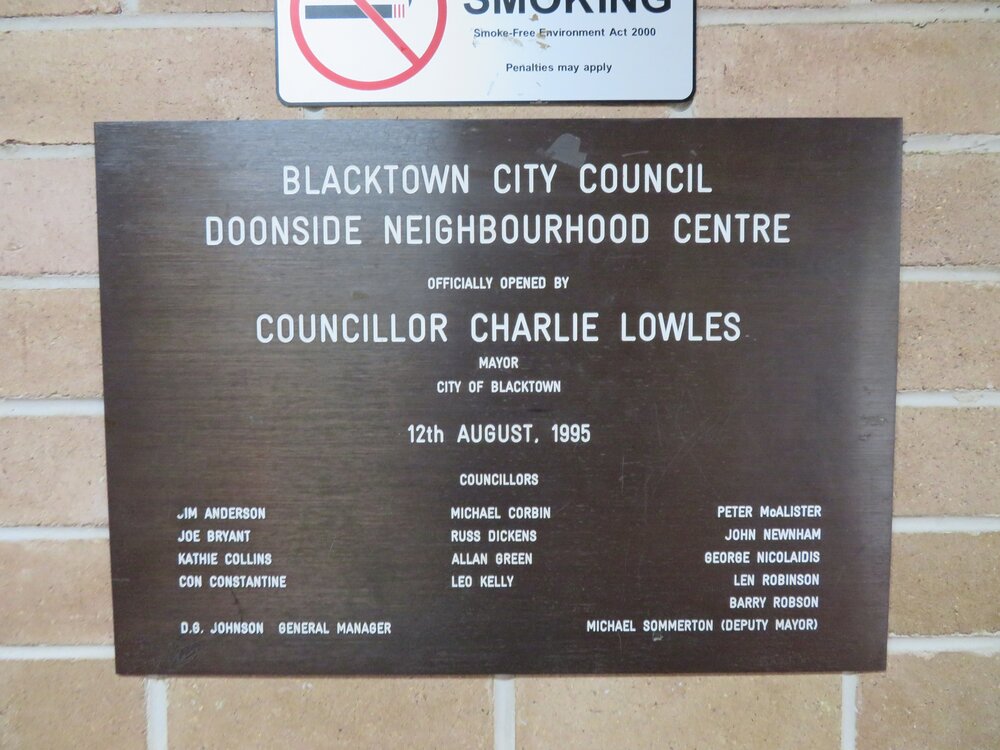 SMOKING
Smoke-Free Environment Act 2000
Penalties may apply
BLACKTOWN CITY COUNCIL
DOONSIDE NEIGHBOURHOOD CENTRE
OFFICIALLY OPENED BY
COUNCILLOR CHARLIE LOWLES
MAYOR
CITY OF BLACKTOWN
12th AUGUST, 1995
COUNCILLORS
JIM ANDERSON MICHAEL CORBIN PETER McALISTER
JOE BRYANT RUSS DICKENS JOHN NEWNHAM
KATHIE COLLINS ALLAN GREEN GEORGE NICOLAIDIS
CON CONSTANTINE LEO KELLY LEN ROBINSON
BARRY ROBSON
D.G. JOHNSON GENERAL MANAGER MICHAEL SOMMERTON (DEPUTY MAYOR)